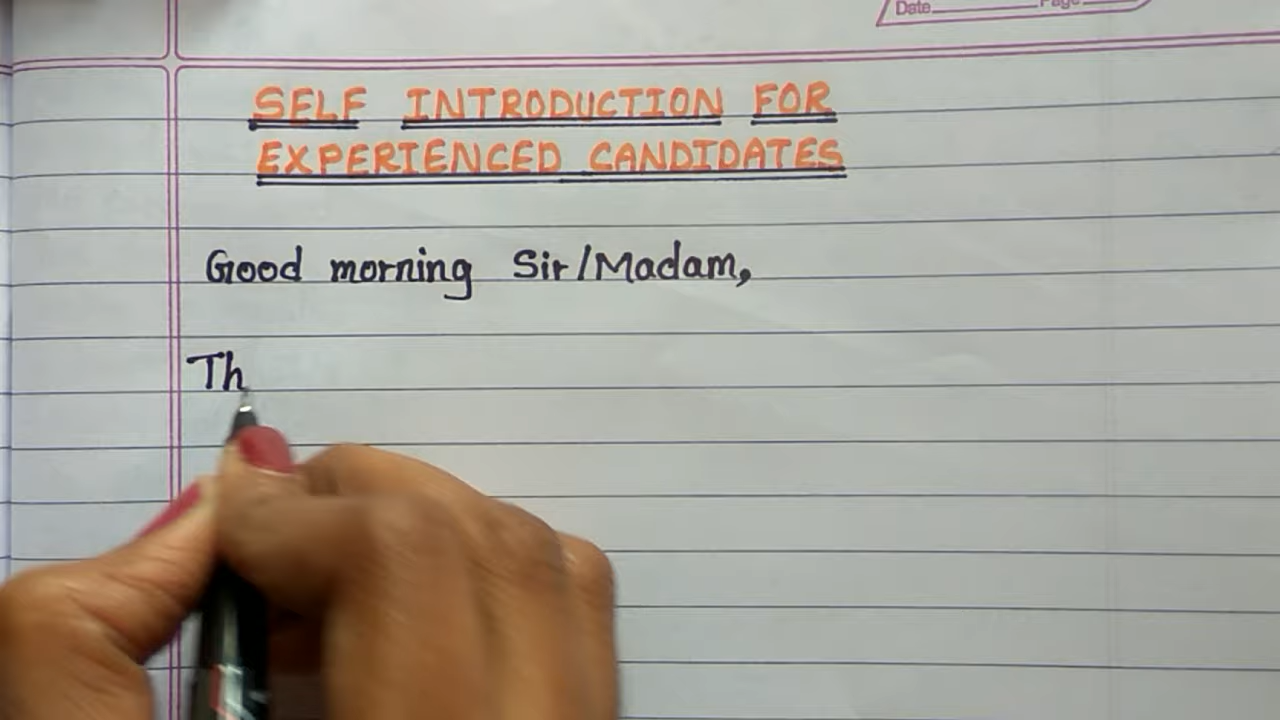 Date Page
SELF INTRODUCTION FOR
EXPERIENCED CANDIDATES
Good morning Sir/Madam,
Th